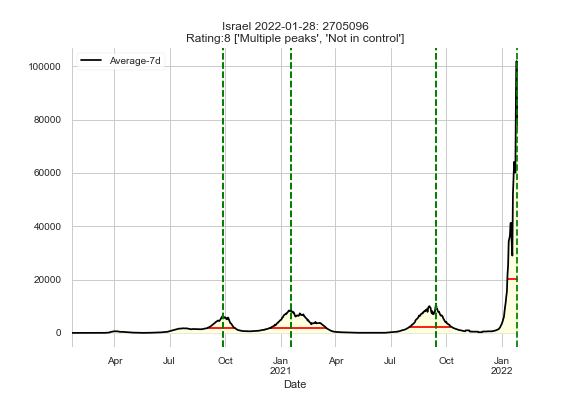 Israel 2022-01-28: 2705096
Rating:8 ['Multiple peaks', 'Not in control']
Average-7d
100000
80000
60000
40000
20000
0
Apr Jul Oct Jan Apr Jul Oct Jan
2021 2022
Date